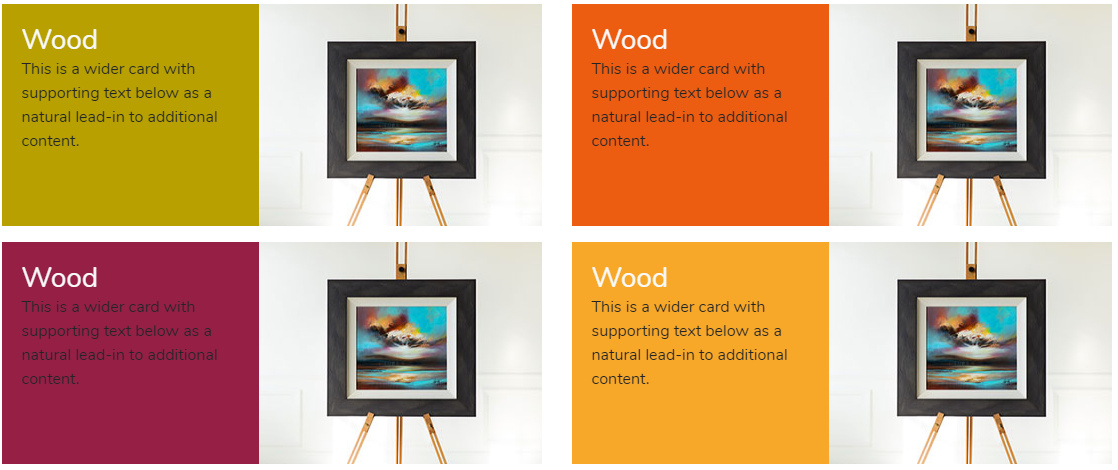 Wood
This is a wider card with
supporting text below as a
natural lead-in to additional
content.
Wood
This is a wider card with
supporting text below as a
natural lead-in to additional
content.
Wood
This is a wider card with
supporting text below as a
natural lead-in to additional
content.
Wood
This is a wider card with
supporting text below as a
natural lead-in to additional
content.